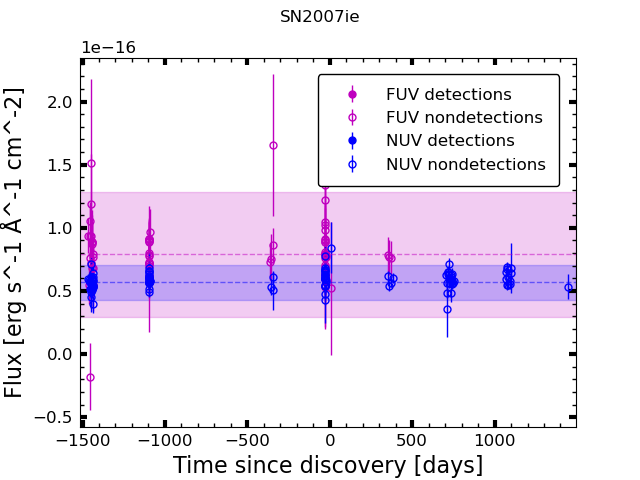 SN2007ie
1e−16
FUV detections
FUV nondetections
NUV detections
NUV nondetections
2.0
1.5
1.0
0.5
0.0
−0.5
Flux [erg s^-1 Å^-1 cm^-2]
−1500 −1000 −500 0 500 1000
Time since discovery [days]